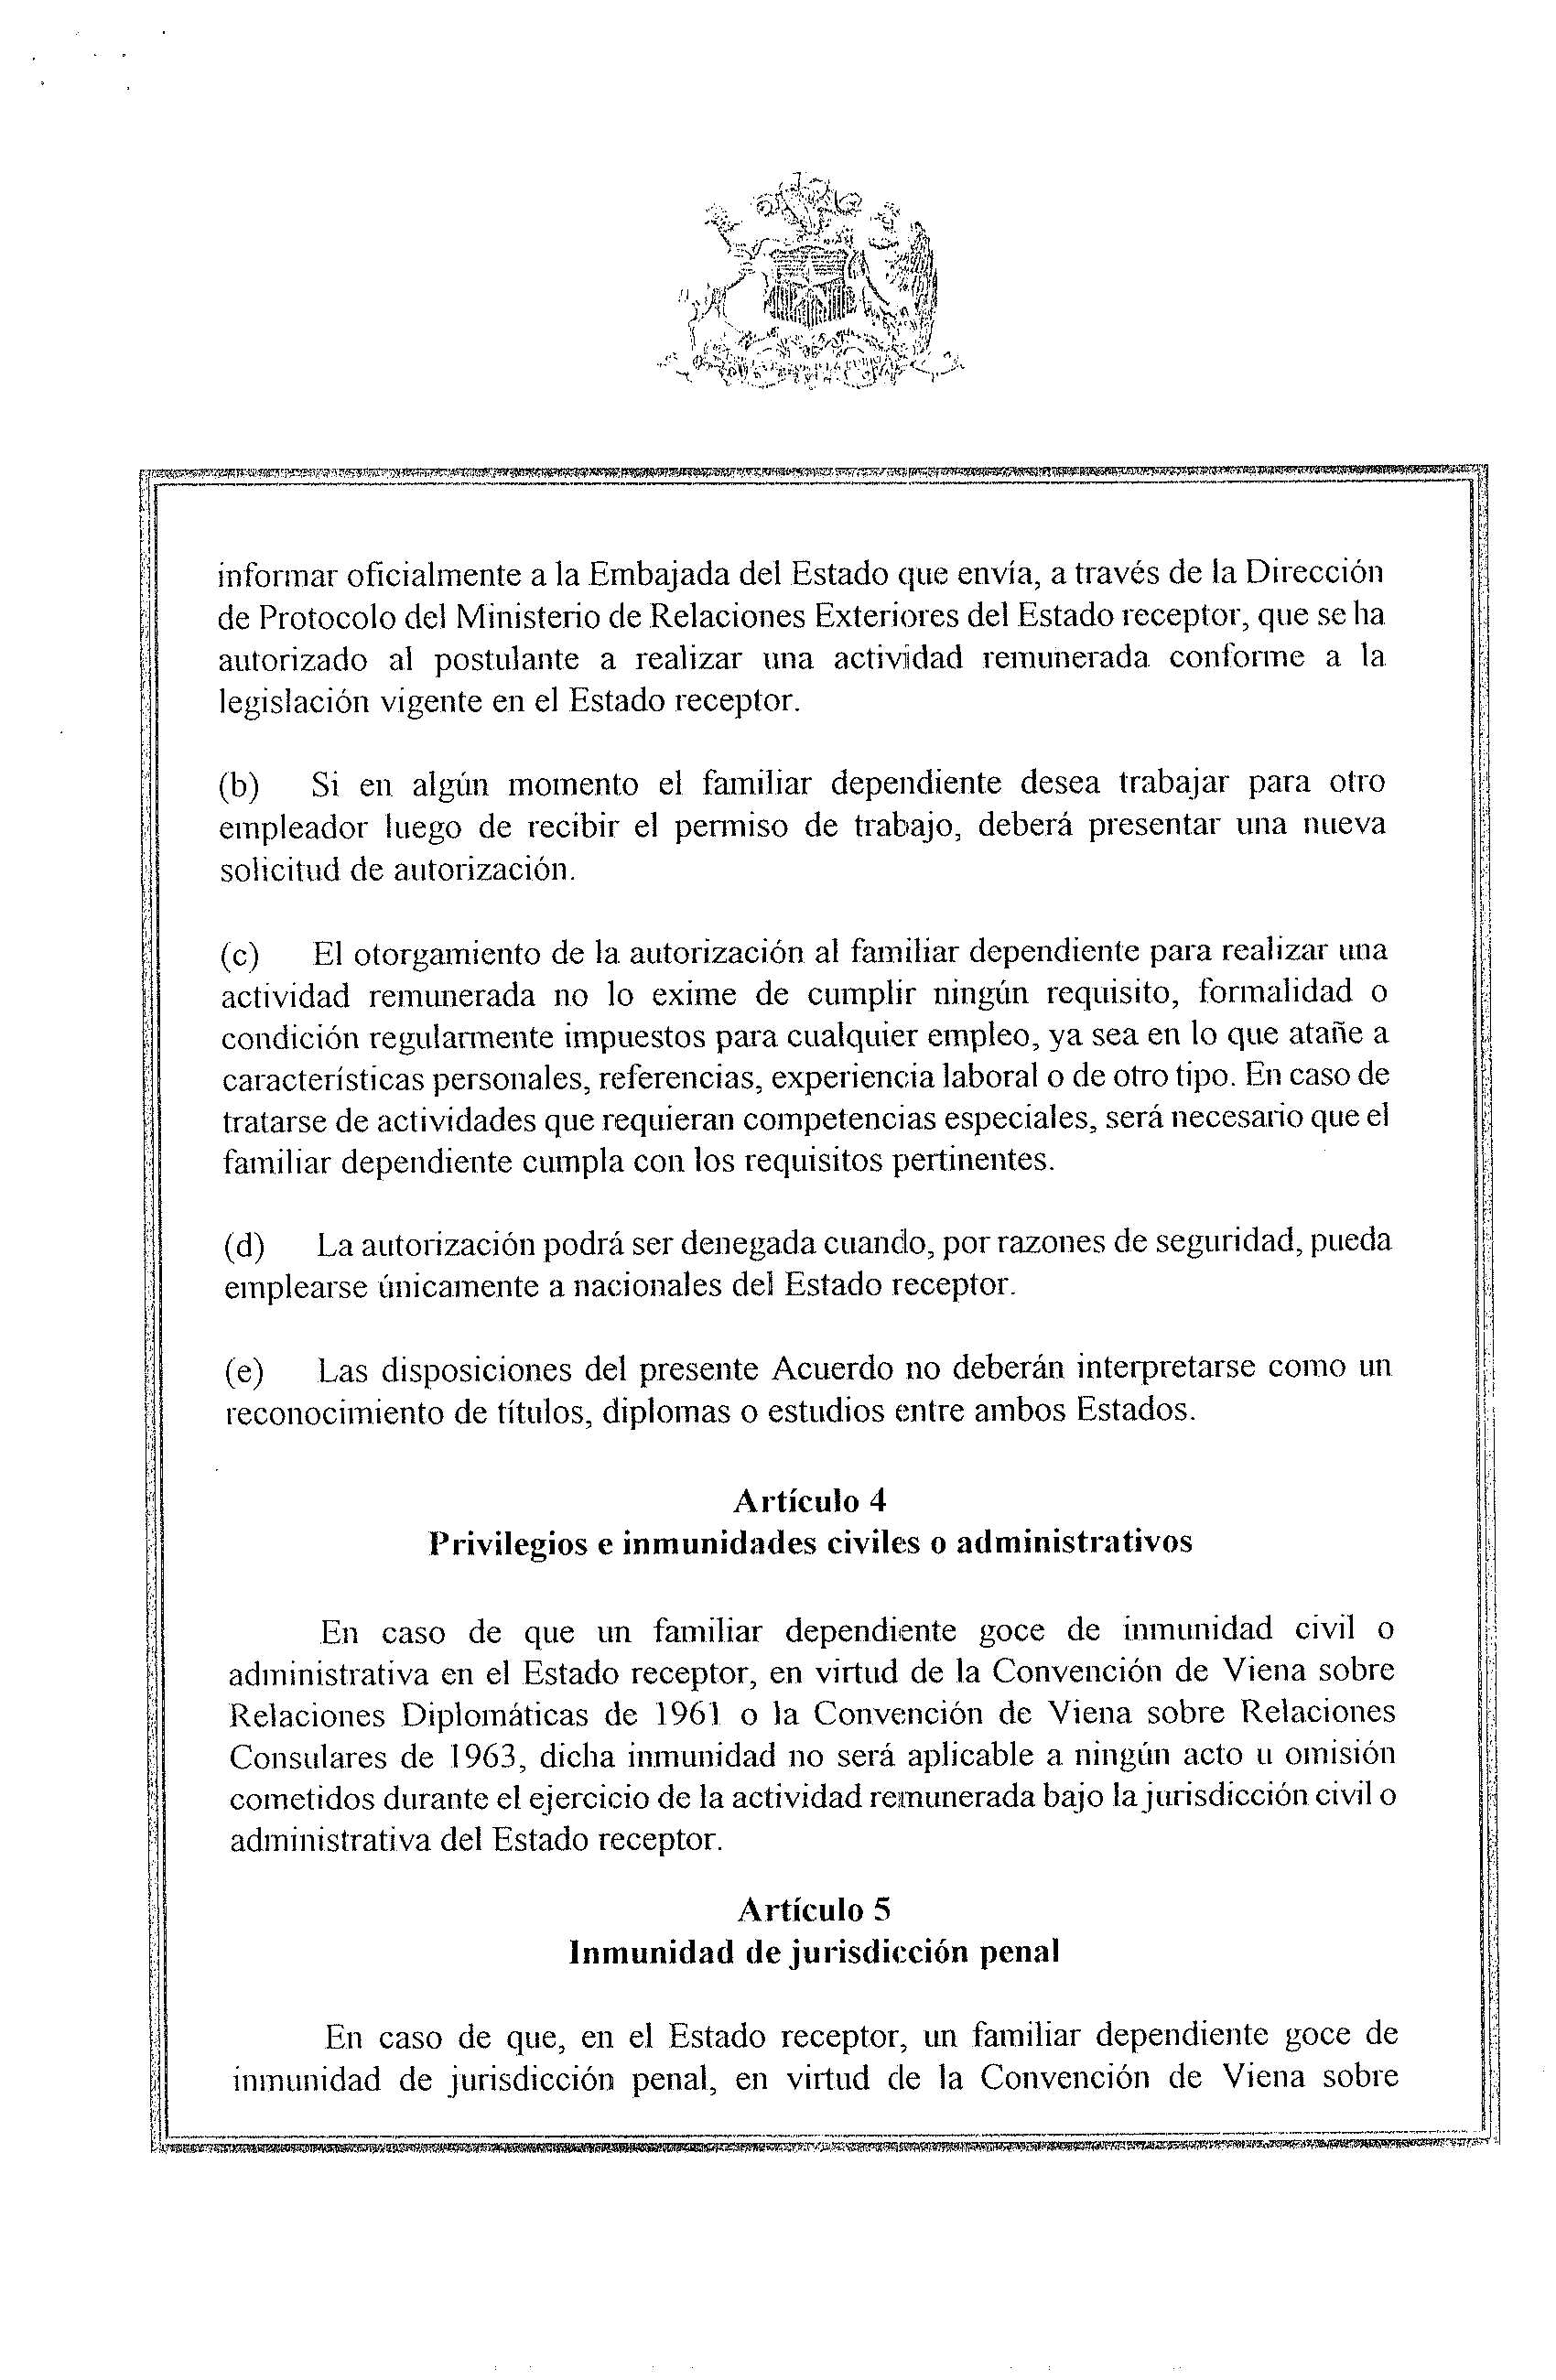 informar oficialmente a la Embajada del Estado que envía, a través de la Dirección
de Protocolo del Ministerio de Relaciones Exteriores del Estado receptor, que se ha
autorizado al postulante a realizar una actividad remunerada conforme a la
legislación vigente en el Estado receptor.
(b) Si en algún momento el familiar dependiente desea trabajar para otro
empleador luego de recibir el permiso de trabajo, deberá presentar una nueva
solicitud de autorización.
(c) El otorgamiento de la autorización al familiar dependiente para realizar una
actividad remunerada no lo exime de cumplir ningún requisito, formalidad o
condición regularmente impuestos para cualquier empleo, ya sea en lo que atañe a
características personales, referencias, experiencia laboral o de otro tipo. En caso de
tratarse de actividades que requieran competencias especiales, será necesario que el
familiar dependiente cumpla con los requisitos pertinentes.
(d) La autorización podrá ser denegada cuando, por razones de seguridad, pueda
emplearse únicamente a nacionales del Estado receptor.
(e) Las disposiciones del presente Acuerdo no deberán interpretarse como un
reconocimiento de títulos, diplomas o estudios entre ambos Estados.
Artículo 4
Privilegios e inmunidades civiles o administrativos
En caso de que un familiar dependiente goce de inmunidad civil o
administrativa en el Estado receptor, en virtud de la Convención de Viena sobre
Relaciones Diplomáticas de 1961 o la Convención de Viena sobre Relaciones
Consulares de 1963, dicha inmunidad no será aplicable a ningún acto u omisión
cometidos durante el ejercicio de la actividad remunerada bajo la jurisdicción civil o
administrativa del Estado receptor.
Artículo 5
Inmunidad de jurisdicción penal
En caso de que, en el Estado receptor, un familiar dependiente goce de
inmunidad de jurisdicción penal, en virtud de la Convención de Viena sobre